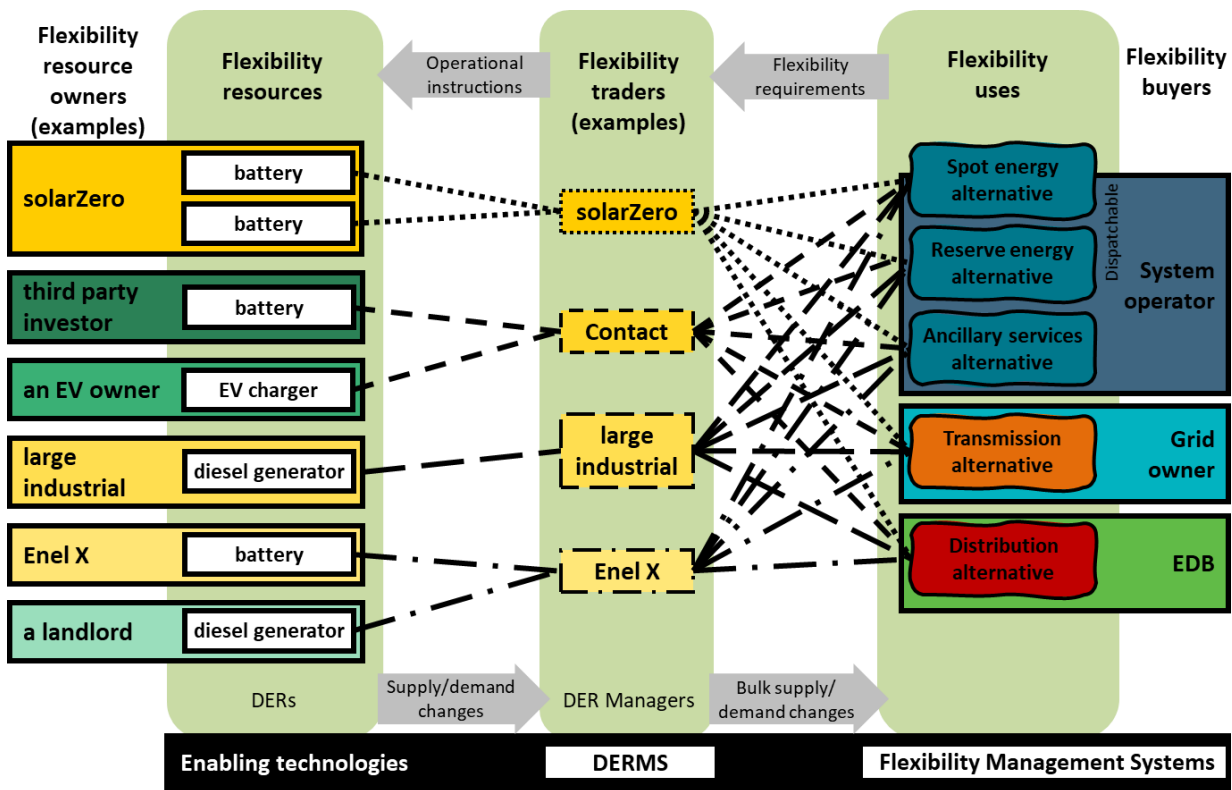 Flexibility
resource
owners
(examples)
Flexibility
resources
Operational
instructions
Flexibility
traders
(examples)
Flexibility
requirements
Flexibility
uses
Flexibility
buyers
solarZero
battery
battery
third party
investor
battery
an EV owner
EV charger
large
industrial
diesel generator
Enel X
battery
a landlord
diesel generator
solarZero
Contact
large
industrial
Enel X
Spot energy
alternative
Reserve energy
alternative
Ancillary services
alternative
Dispatchable
System
operator
Transmission
alternative
Grid
owner
Distribution
alternative
EDB
DERs
Supply/demand
changes
DER Managers
Bulk supply/
demand changes
Enabling technologies
DERMS
Flexibility Management Systems